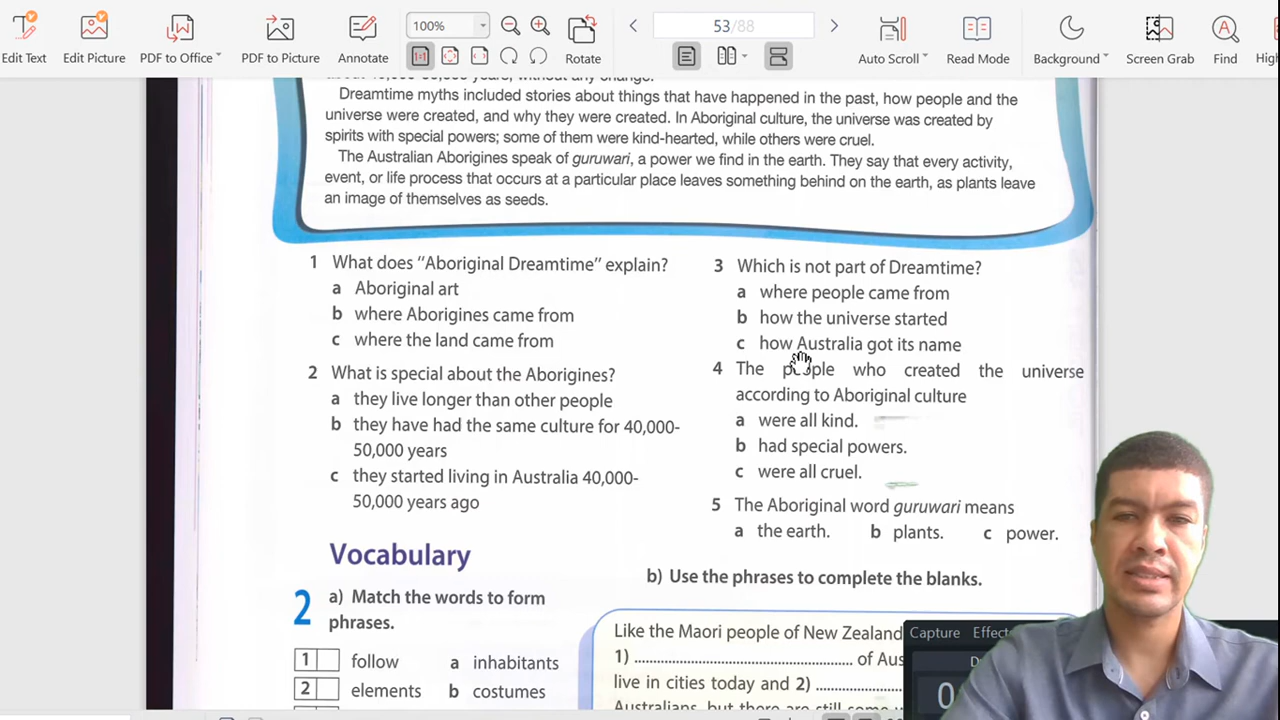 100%
53/88
Edit Text
Edit Picture
PDF to Office
PDF to Picture
Annotate
Rotate
Auto Scroll
Read Mode
Background
Screen Grab
Find
High
years, without any change.
Dreamtime myths included stories about things that have happened in the past, how people and the
universe were created, and why they were created. In Aboriginal culture, the universe was created by
spirits with special powers; some of them were kind-hearted, while others were cruel.
The Australian Aborigines speak of guruwari, a power we find in the earth. They say that every activity,
event, or life process that occurs at a particular place leaves something behind on the earth, as plants leave
an image of themselves as seeds.
1 What does "Aboriginal Dreamtime" explain?
a Aboriginal art
b where Aborigines came from
c where the land came from
2 What is special about the Aborigines?
a they live longer than other people
b they have had the same culture for 40,000-
50,000 years
c they started living in Australia 40,000-
50,000 years ago
3 Which is not part of Dreamtime?
a where people came from
b how the universe started
c how Australia got its name
4 The people who created the universe
according to Aboriginal culture
a were all kind.
b had special powers.
c were all cruel.
5 The Aboriginal word guruwari means
a the earth. b plants. c power.
Vocabulary
2 a) Match the words to form
phrases.
1 follow a inhabitants
2 elements b costumes
b) Use the phrases to complete the blanks.
Like the Maori people of New Zealand
1) ............................................................ of Aus
live in cities today and 2) ........................
Australians, but there are still some
Capture Effect
D
0